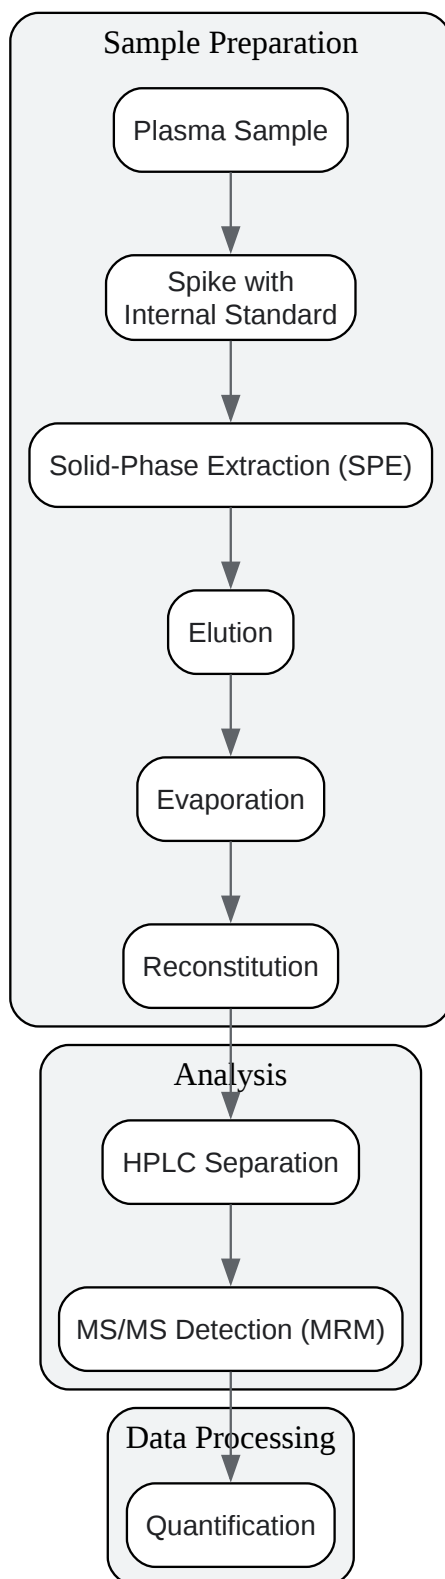 Sample Preparation
Plasma Sample
Spike with
Internal Standard
Solid-Phase Extraction (SPE)
Elution
Evaporation
Reconstitution
Analysis
HPLC Separation
MS/MS Detection (MRM)
Data Processing
Quantification